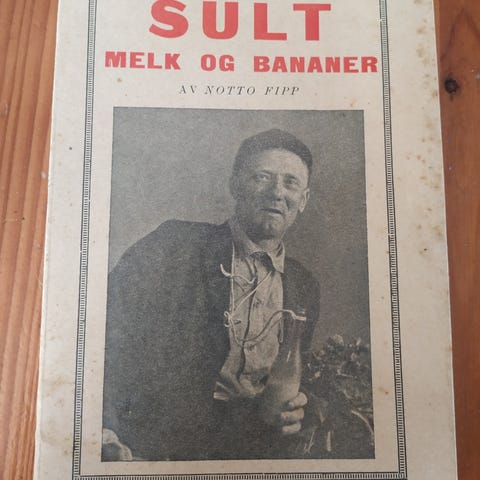 SULT
MELK OG BANANER
AV NOTTO FIPP